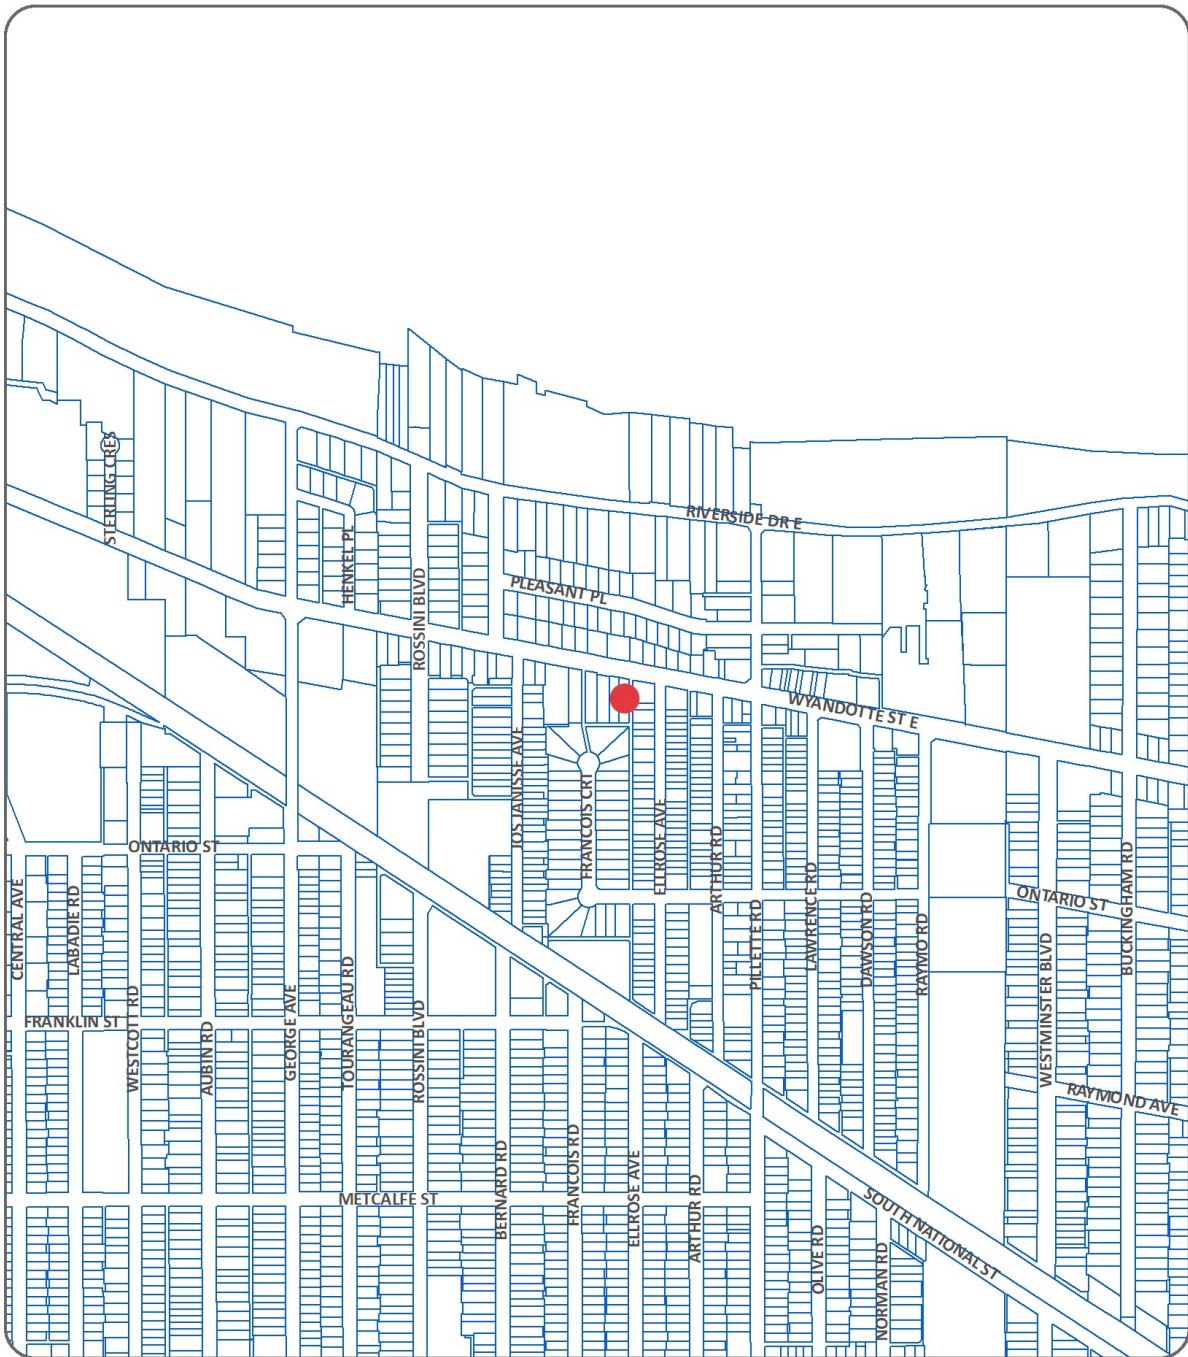 STERLING CRES
RIVERSIDE DR E
HENKEL PL
PLEASANT PL
ROSSINI BLVD
WYANDOTTE ST E
JOS JANISSE AVE
FRANCOIS CRT
ELLROSE AVE
ARTHUR RD
ONTARIO ST
CENTRAL AVE
LABADIE RD
PILLETTE RD
LAWRENCE RD
DAWSON RD
RAYMO RD
ONTARIO ST
BUCKINGHAM RD
WESTMINSTER BLVD
FRANKLIN ST
WESTCOTT RD
AUBIN RD
GEORGE AVE
TOURANGEAU RD
ROSSINI BLVD
RAYMOND AVE
METCALFE ST
BERNARD RD
FRANCOIS RD
ELLROSE AVE
ARTHUR RD
SOUTH NATIONAL ST
OLIVE RD
NORMAN RD